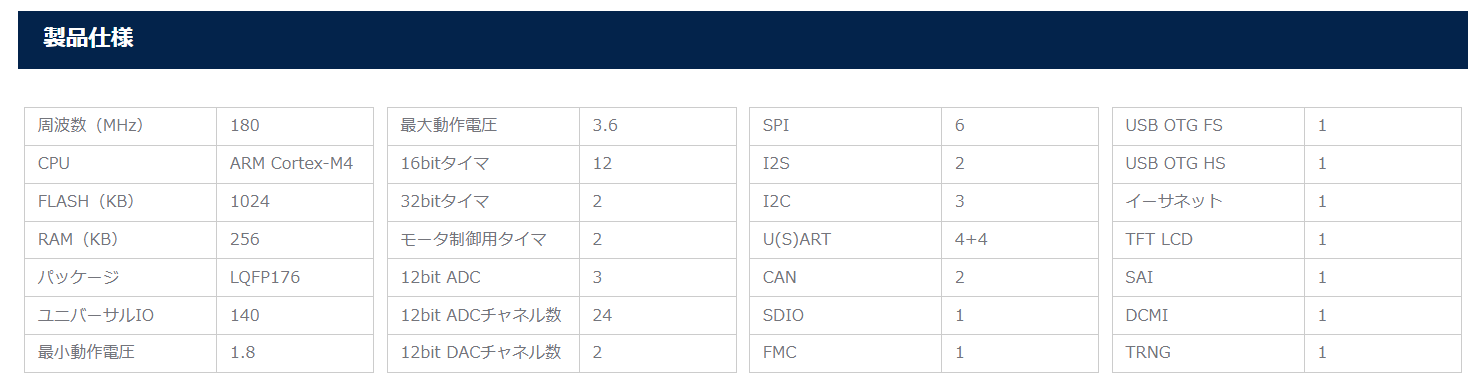 製品仕様
周波数（MHz） 180 最大動作電圧 3.6 SPI 6 USB OTG FS 1
CPU ARM Cortex-M4 16bitタイマ 12 I2S 2 USB OTG HS 1
FLASH（KB） 1024 32bitタイマ 2 I2C 3 イーサネット 1
RAM（KB） 256 モータ制御用タイマ 2 U(S)ART 4+4 TFT LCD 1
パッケージ LQFP176 12bit ADC 3 CAN 2 SAI 1
ユニバーサルIO 140 12bit ADCチャネル数 24 SDIO 1 DCMI 1
最小動作電圧 1.8 12bit DACチャネル数 2 FMC 1 TRNG 1